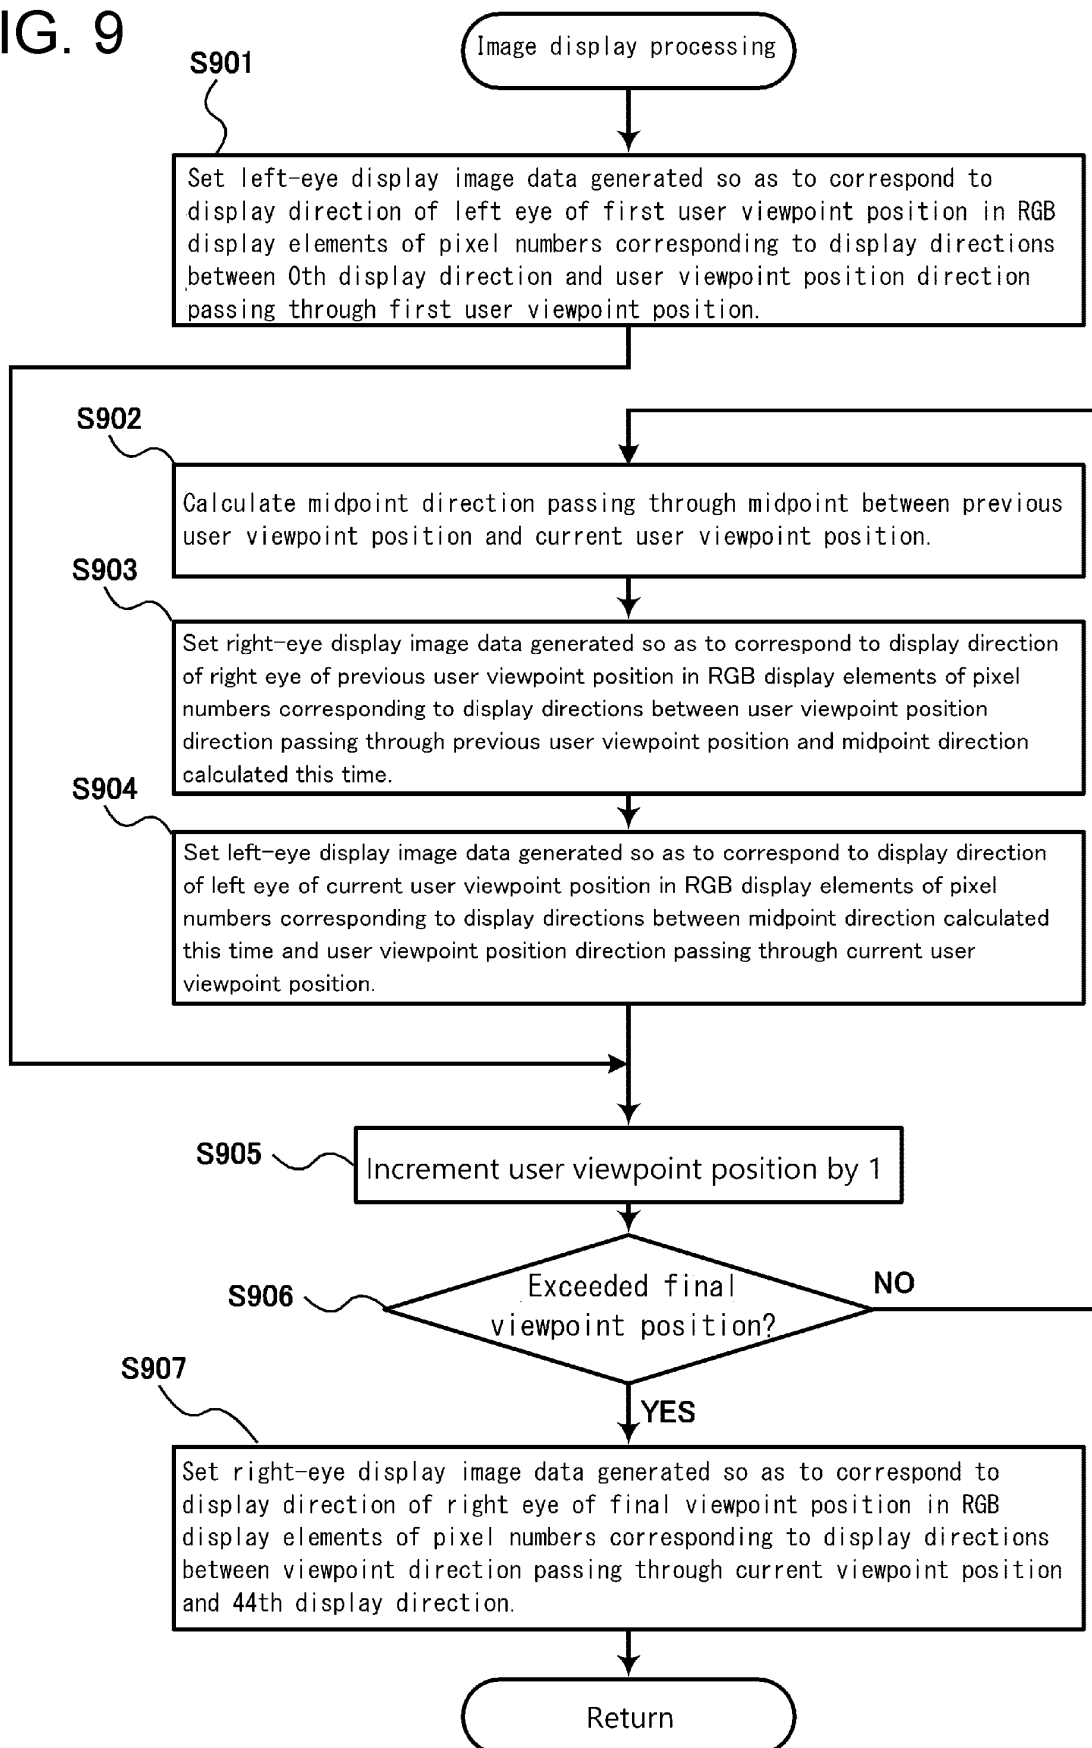 IG. 9
Image display processing
S901
Set left-eye display image data generated so as to correspond to
display direction of left eye of first user viewpoint position in RGB
display elements of pixel numbers corresponding to display directions
between 0th display direction and user viewpoint position direction
passing through first user viewpoint position.
S902
Calculate midpoint direction passing through midpoint between previous
user viewpoint position and current user viewpoint position.
S903
Set right-eye display image data generated so as to correspond to display direction
of right eye of previous user viewpoint position in RGB display elements of pixel
numbers corresponding to display directions between user viewpoint position
direction passing through previous user viewpoint position and midpoint direction
calculated this time.
S904
Set left-eye display image data generated so as to correspond to display direction
of left eye of current user viewpoint position in RGB display elements of pixel
numbers corresponding to display directions between midpoint direction calculated
this time and user viewpoint position direction passing through current user
viewpoint position.
S905
Increment user viewpoint position by 1
S906
Exceeded final
viewpoint position?
NO
YES
S907
Set right-eye display image data generated so as to correspond to
display direction of right eye of final viewpoint position in RGB
display elements of pixel numbers corresponding to display directions
between viewpoint direction passing through current viewpoint position
and 44th display direction.
Return